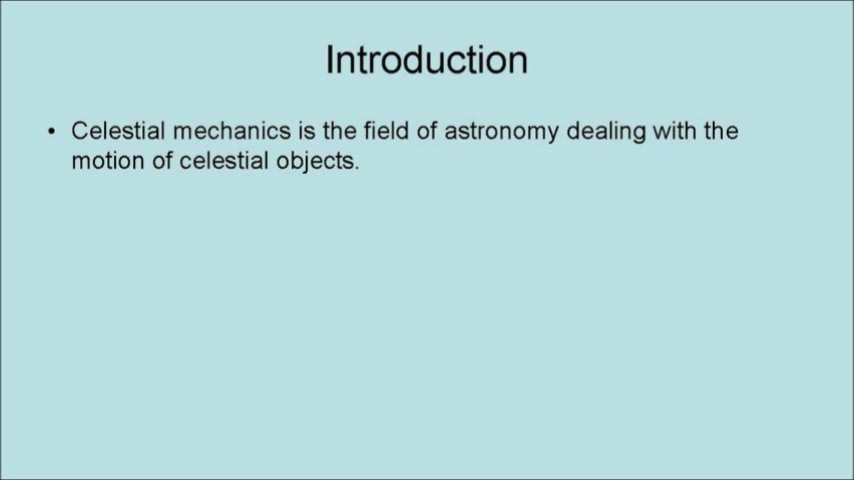 Introduction
• Celestial mechanics is the field of astronomy dealing with the
motion of celestial objects.